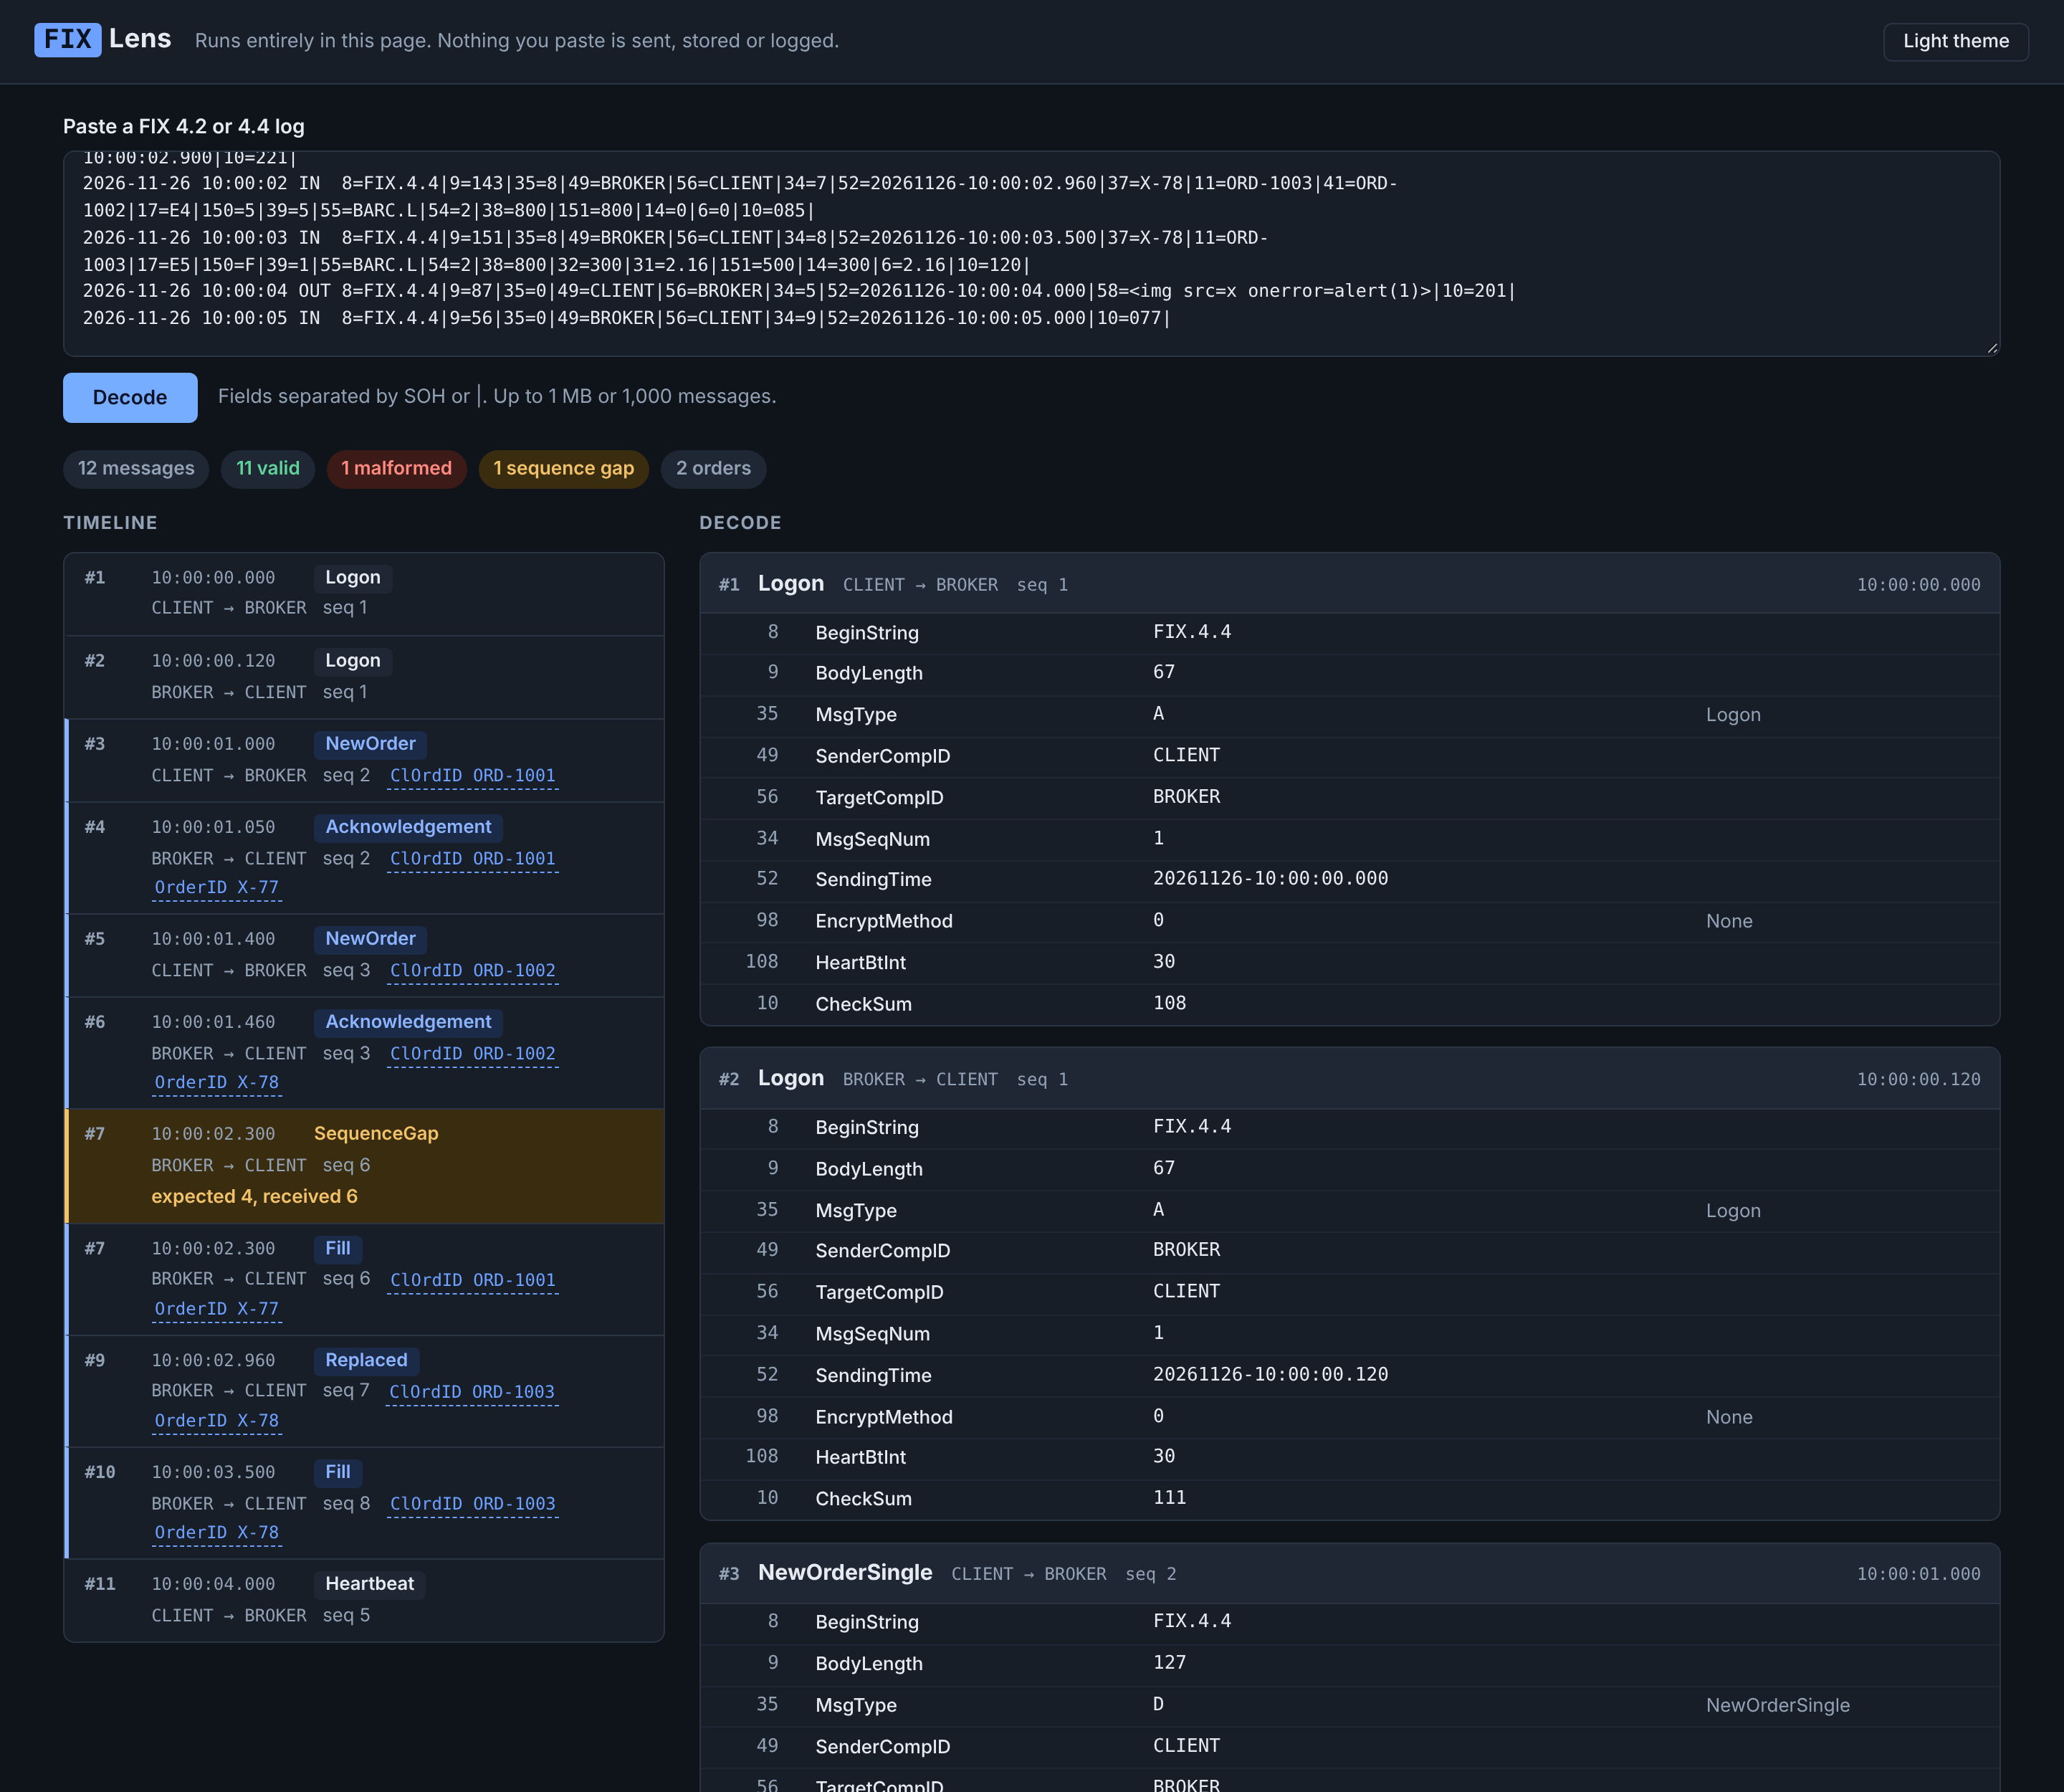 FIX Lens Runs entirely in this page. Nothing you paste is sent, stored or logged. Light theme
Paste a FIX 4.2 or 4.4 log
10:00:02.900|10=221|
2026-11-26 10:00:02 IN  8=FIX.4.4|9=143|35=8|49=BROKER|56=CLIENT|34=7|52=20261126-10:00:02.960|37=X-78|11=ORD-1003|41=ORD-
1002|17=E4|150=5|39=5|55=BARC.L|54=2|38=800|151=800|14=0|6=0|10=085|
2026-11-26 10:00:03 IN  8=FIX.4.4|9=151|35=8|49=BROKER|56=CLIENT|34=8|52=20261126-10:00:03.500|37=X-78|11=ORD-
1003|17=E5|150=F|39=1|55=BARC.L|54=2|38=800|32=300|31=2.16|151=500|14=300|6=2.16|10=120|
2026-11-26 10:00:04 OUT 8=FIX.4.4|9=87|35=0|49=CLIENT|56=BROKER|34=5|52=20261126-10:00:04.000|58=<img src=x onerror=alert(1)>|10=201|
2026-11-26 10:00:05 IN  8=FIX.4.4|9=56|35=0|49=BROKER|56=CLIENT|34=9|52=20261126-10:00:05.000|10=077|
Decode Fields separated by SOH or |. Up to 1 MB or 1,000 messages.
12 messages 11 valid 1 malformed 1 sequence gap 2 orders
TIMELINE
#1 10:00:00.000 Logon
CLIENT → BROKER seq 1
#2 10:00:00.120 Logon
BROKER → CLIENT seq 1
#3 10:00:01.000 NewOrder
CLIENT → BROKER seq 2 ClOrdID ORD-1001
#4 10:00:01.050 Acknowledgement
BROKER → CLIENT seq 2 ClOrdID ORD-1001
OrderID X-77
#5 10:00:01.400 NewOrder
CLIENT → BROKER seq 3 ClOrdID ORD-1002
#6 10:00:01.460 Acknowledgement
BROKER → CLIENT seq 3 ClOrdID ORD-1002
OrderID X-78
#7 10:00:02.300 SequenceGap
BROKER → CLIENT seq 6
expected 4, received 6
#7 10:00:02.300 Fill
BROKER → CLIENT seq 6 ClOrdID ORD-1001
OrderID X-77
#9 10:00:02.960 Replaced
BROKER → CLIENT seq 7 ClOrdID ORD-1003
OrderID X-78
#10 10:00:03.500 Fill
BROKER → CLIENT seq 8 ClOrdID ORD-1003
OrderID X-78
#11 10:00:04.000 Heartbeat
CLIENT → BROKER seq 5
DECODE
#1 Logon CLIENT → BROKER seq 1 10:00:00.000
8 BeginString FIX.4.4
9 BodyLength 67
35 MsgType A Logon
49 SenderCompID CLIENT
56 TargetCompID BROKER
34 MsgSeqNum 1
52 SendingTime 20261126-10:00:00.000
98 EncryptMethod 0 None
108 HeartBtInt 30
10 CheckSum 108
#2 Logon BROKER → CLIENT seq 1 10:00:00.120
8 BeginString FIX.4.4
9 BodyLength 67
35 MsgType A Logon
49 SenderCompID BROKER
56 TargetCompID CLIENT
34 MsgSeqNum 1
52 SendingTime 20261126-10:00:00.120
98 EncryptMethod 0 None
108 HeartBtInt 30
10 CheckSum 111
#3 NewOrderSingle CLIENT → BROKER seq 2 10:00:01.000
8 BeginString FIX.4.4
9 BodyLength 127
35 MsgType D NewOrderSingle
49 SenderCompID CLIENT
56 TargetCompID BROKER